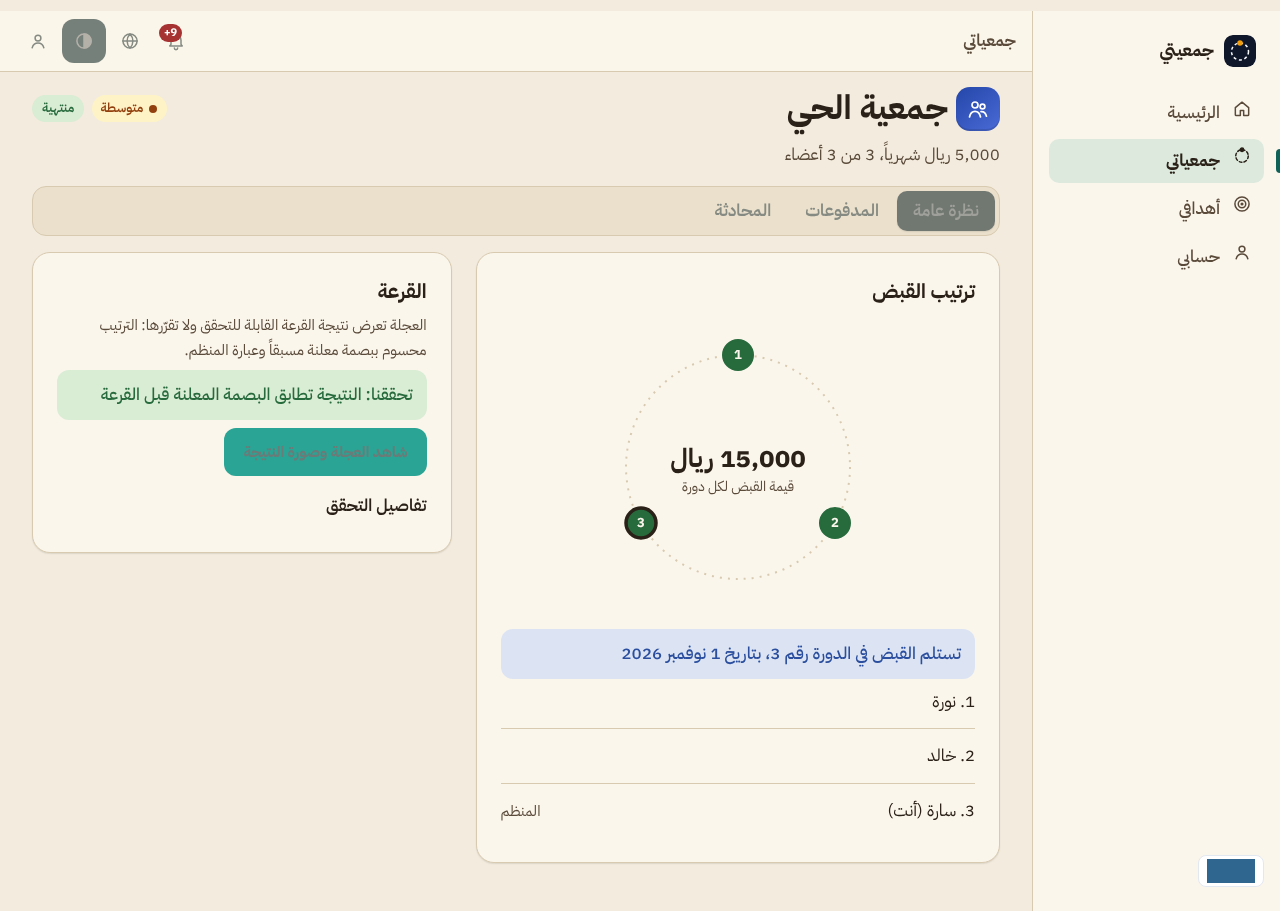 جمعيتي
الرئيسية
جمعياتي
أهدافي
حسابي
جمعياتي
+9
جمعية الحي
متوسطة
منتهية
5,000 ريال شهرياً، 3 من 3 أعضاء
نظرة عامة
المدفوعات
المحادثة
ترتيب القبض
1
15,000 ريال
قيمة القبض لكل دورة
2
3
تستلم القبض في الدورة رقم 3، بتاريخ 1 نوفمبر 2026
1. نورة
2. خالد
3. سارة (أنت)
المنظم
القرعة
العجلة تعرض نتيجة القرعة القابلة للتحقق ولا تقرّرها: الترتيب
محسوم ببصمة معلنة مسبقاً وعبارة المنظم.
تحققنا: النتيجة تطابق البصمة المعلنة قبل القرعة
شاهد العجلة وصورة النتيجة
تفاصيل التحقق